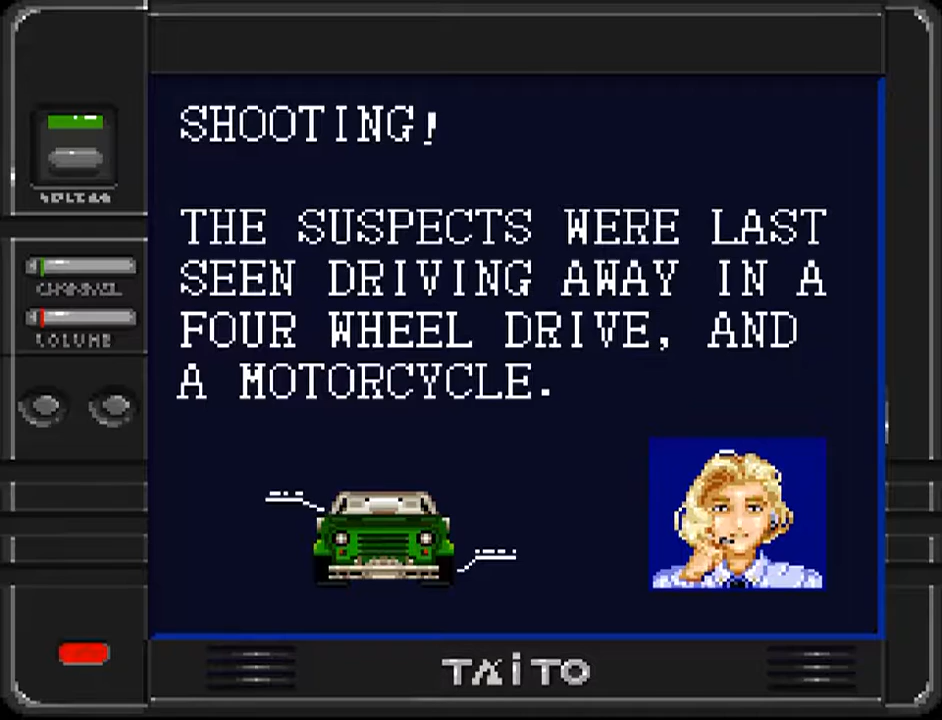 SHOOTING!
THE SUSPECTS WERE LAST
SEEN DRIVING AWAY IN A
FOUR WHEEL DRIVE, AND
A MOTORCYCLE.
CHANNEL
VOLUME
TAiTO